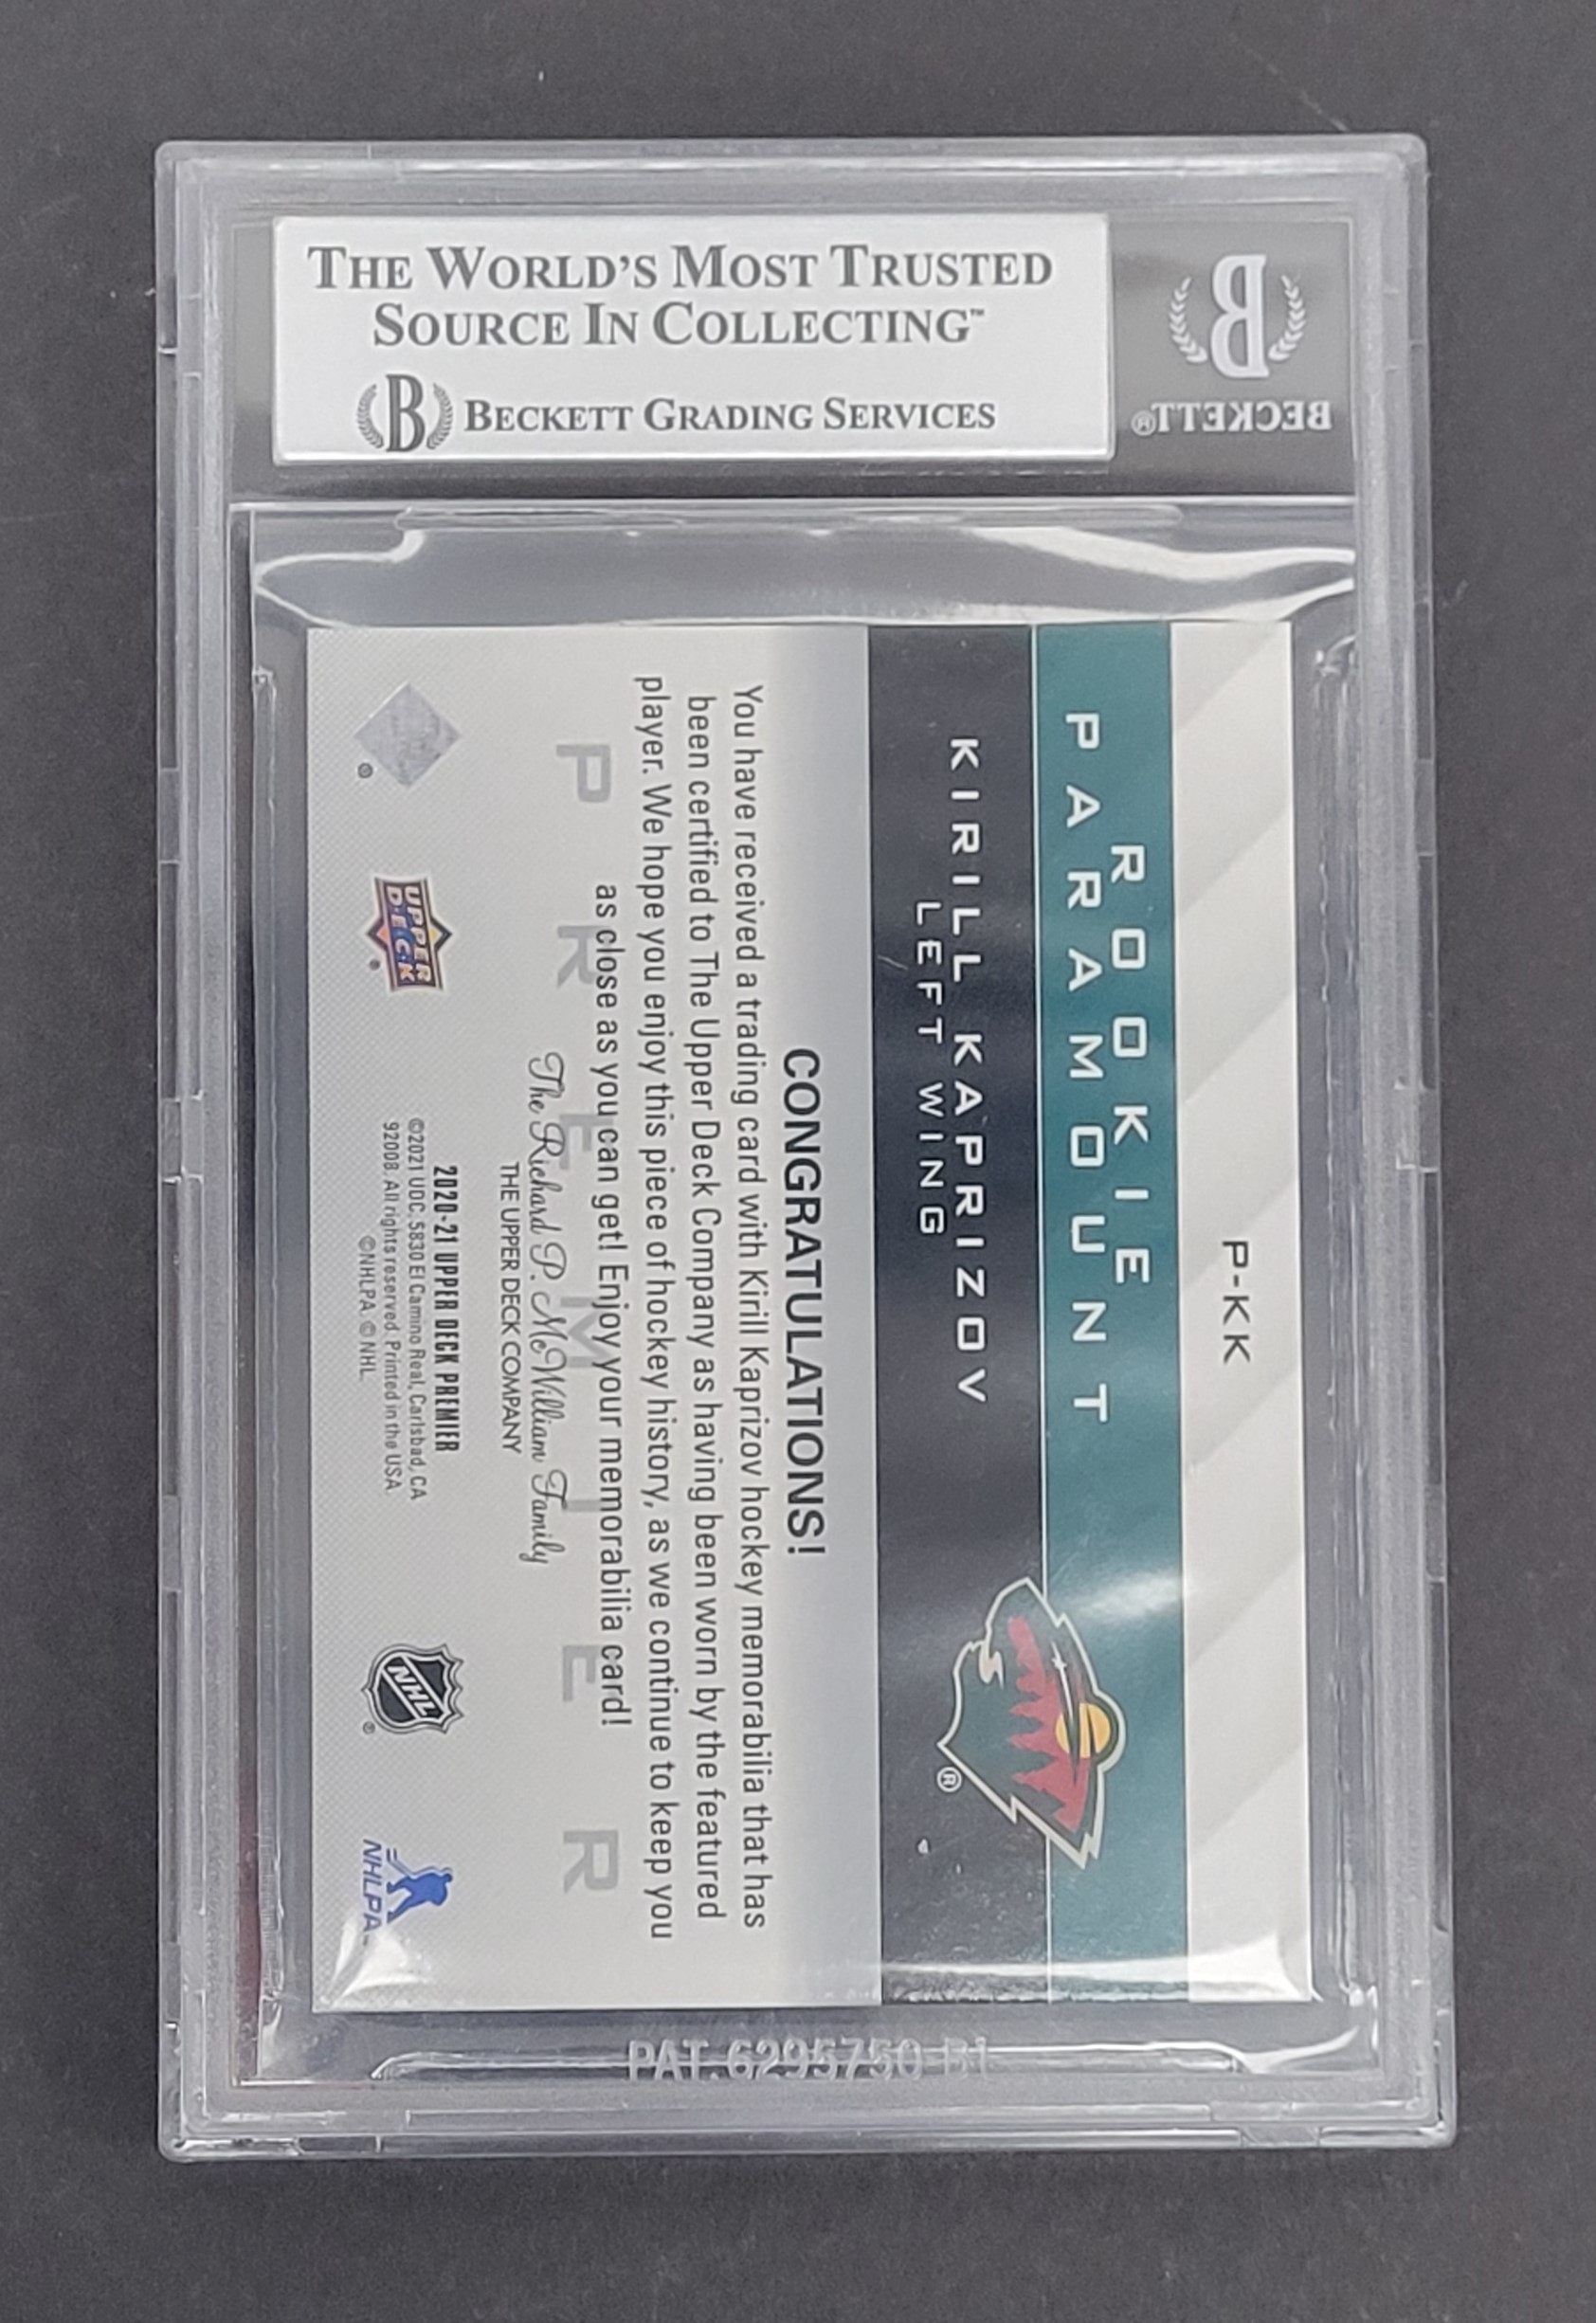 THE WORLD'S MOST TRUSTED
SOURCE IN COLLECTING™
B BECKETT GRADING SERVICES
B
BECKETT®
P-KK
ROOKIE
PARAMOUNT
KIRILL KAPRIZOV
LEFT WING
®
CONGRATULATIONS!
You have received a trading card with Kirill Kaprizov hockey memorabilia that has
been certified to The Upper Deck Company as having been worn by the featured
player. We hope you enjoy this piece of hockey history, as we continue to keep you
as close as you can get! Enjoy your memorabilia card!
PREMIER
The Richard P. McWilliam Family
THE UPPER DECK COMPANY
2020-21 UPPER DECK PREMIER
©2021 UDC, 5830 El Camino Real, Carlsbad, CA
92008. All rights reserved. Printed in the USA.
©NHLPA ©NHL.
®
UPPER
DECK
®
NHL
®
NHLPA
PAT. 6295750 B1